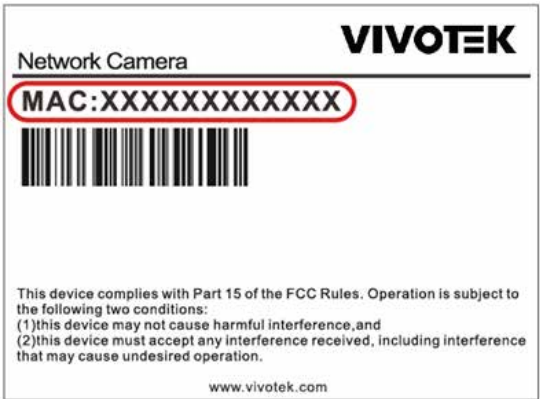 VIVOTEK
Network Camera
MAC:XXXXXXXXXXXX
This device complies with Part 15 of the FCC Rules. Operation is subject to
the following two conditions:
(1)this device may not cause harmful interference,and
(2)this device must accept any interference received, including interference
that may cause undesired operation.
www.vivotek.com